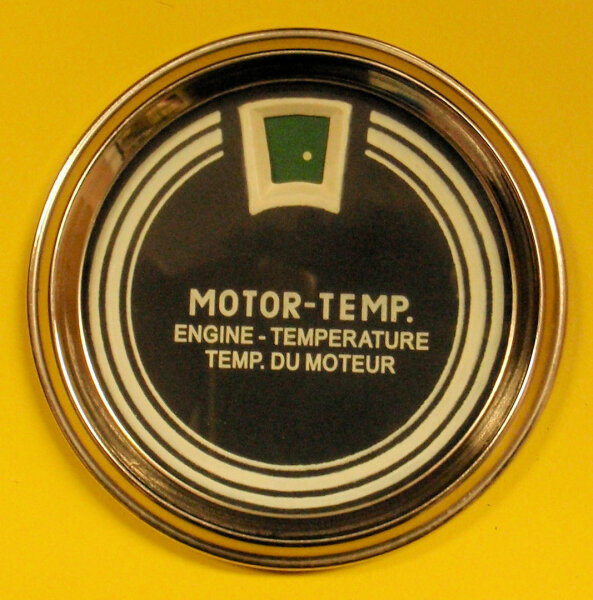 MOTOR-TEMP.
ENGINE - TEMPERATURE
TEMP. DU MOTEUR